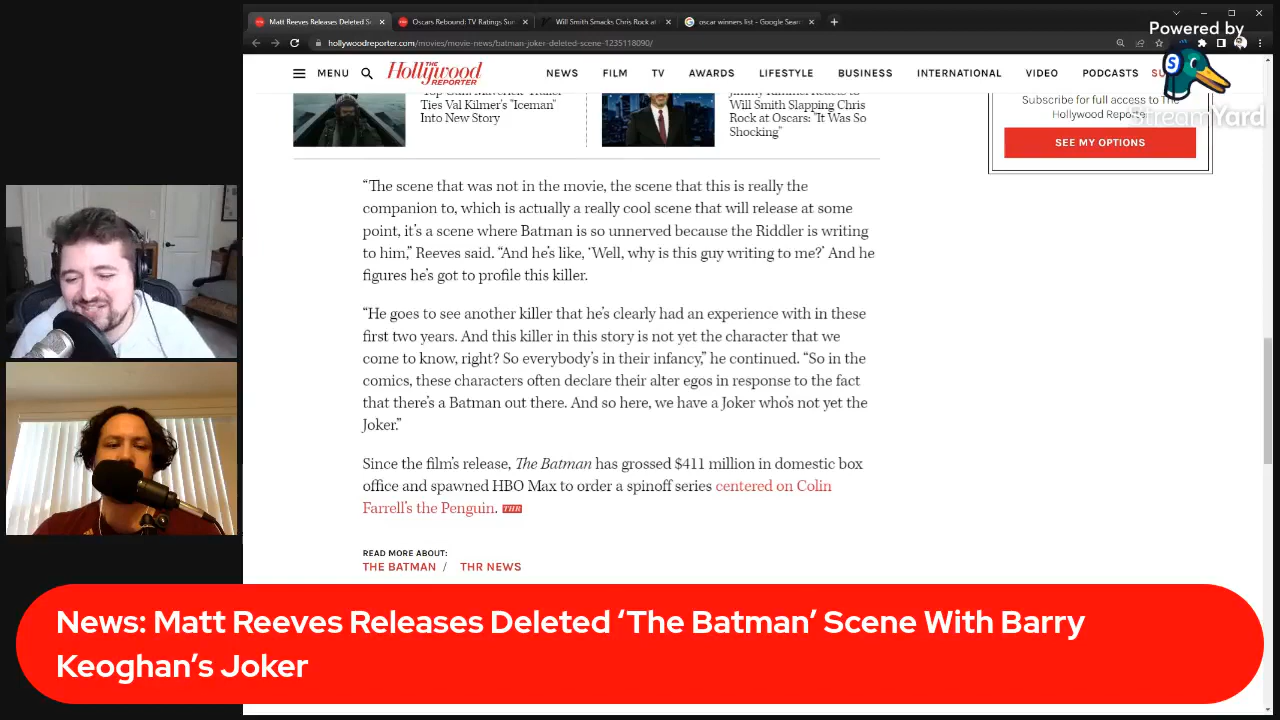 Matt Reeves Releases Deleted Sc
Oscars Rebound: TV Ratings Sur
Will Smith Smacks Chris Rock at
oscar winners list - Google Sear
hollywoodreporter.com/movies/movie-news/batman-joker-deleted-scene-1235118090/
Powered by
StreamYard
MENU
THE Hollywood REPORTER
NEWS
FILM
TV
AWARDS
LIFESTYLE
BUSINESS
INTERNATIONAL
VIDEO
PODCASTS
SU
'Top Gun: Maverick' Trailer
Ties Val Kilmer's "Iceman"
Into New Story
Jimmy Kimmel Reacts to
Will Smith Slapping Chris
Rock at Oscars: "It Was So
Shocking"
Subscribe for full access to The
Hollywood Reporter
SEE MY OPTIONS
“The scene that was not in the movie, the scene that this is really the
companion to, which is actually a really cool scene that will release at some
point, it’s a scene where Batman is so unnerved because the Riddler is writing
to him,” Reeves said. “And he’s like, ‘Well, why is this guy writing to me?’ And he
figures he’s got to profile this killer.
“He goes to see another killer that he’s clearly had an experience with in these
first two years. And this killer in this story is not yet the character that we
come to know, right? So everybody’s in their infancy,” he continued. “So in the
comics, these characters often declare their alter egos in response to the fact
that there’s a Batman out there. And so here, we have a Joker who’s not yet the
Joker.”
Since the film’s release, The Batman has grossed $411 million in domestic box
office and spawned HBO Max to order a spinoff series centered on Colin
Farrell’s the Penguin. THR
READ MORE ABOUT:
THE BATMAN / THR NEWS
News: Matt Reeves Releases Deleted ‘The Batman’ Scene With Barry
Keoghan’s Joker